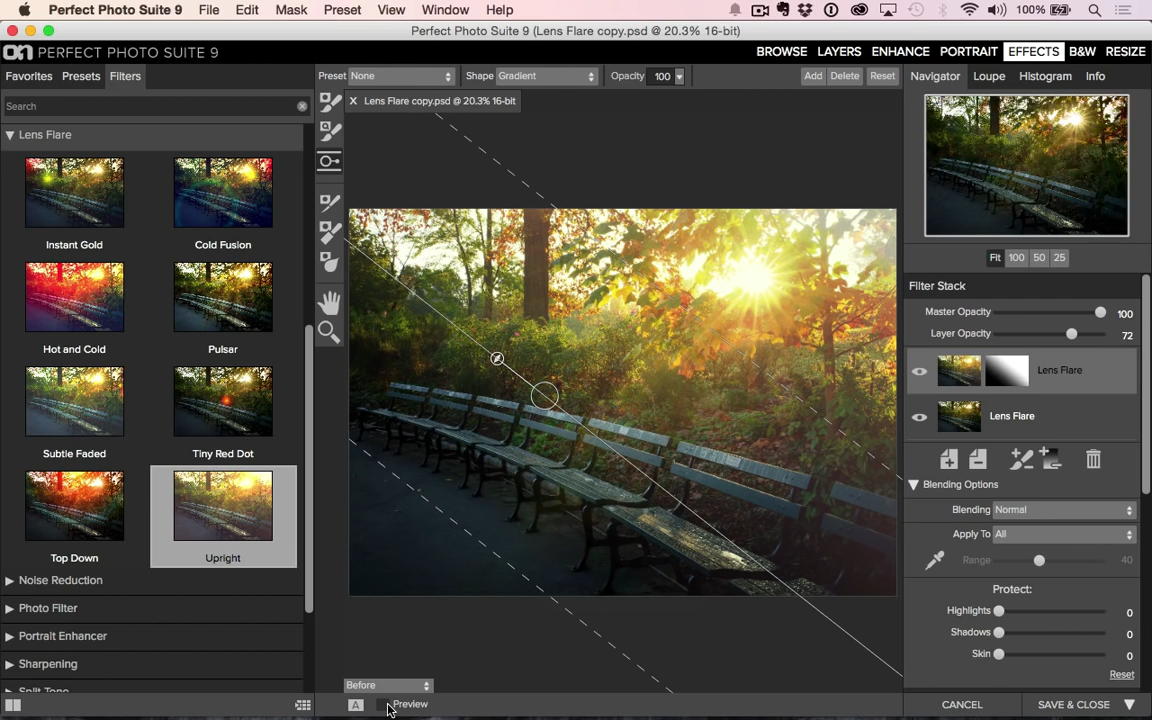 Perfect Photo Suite 9 File Edit Mask Preset View Window Help 100%
Perfect Photo Suite 9 (Lens Flare copy.psd @ 20.3% 16-bit)
on PERFECT PHOTO SUITE 9 BROWSE LAYERS ENHANCE PORTRAIT EFFECTS B&W RESIZE
Favorites Presets Filters Preset None Shape Gradient Opacity 100 Add Delete Reset Navigator Loupe Histogram Info
Search
X Lens Flare copy.psd @ 20.3% 16-bit
Lens Flare
Instant Gold Cold Fusion
Hot and Cold Pulsar
Subtle Faded Tiny Red Dot
Top Down Upright
Noise Reduction
Photo Filter
Portrait Enhancer
Sharpening
Split Tone
Before
A Preview
Fit 100 50 25
Filter Stack
Master Opacity 100
Layer Opacity 72
Lens Flare
Lens Flare
Blending Options
Blending Normal
Apply To All
Range 40
Protect:
Highlights 0
Shadows 0
Skin 0
Reset
CANCEL SAVE & CLOSE